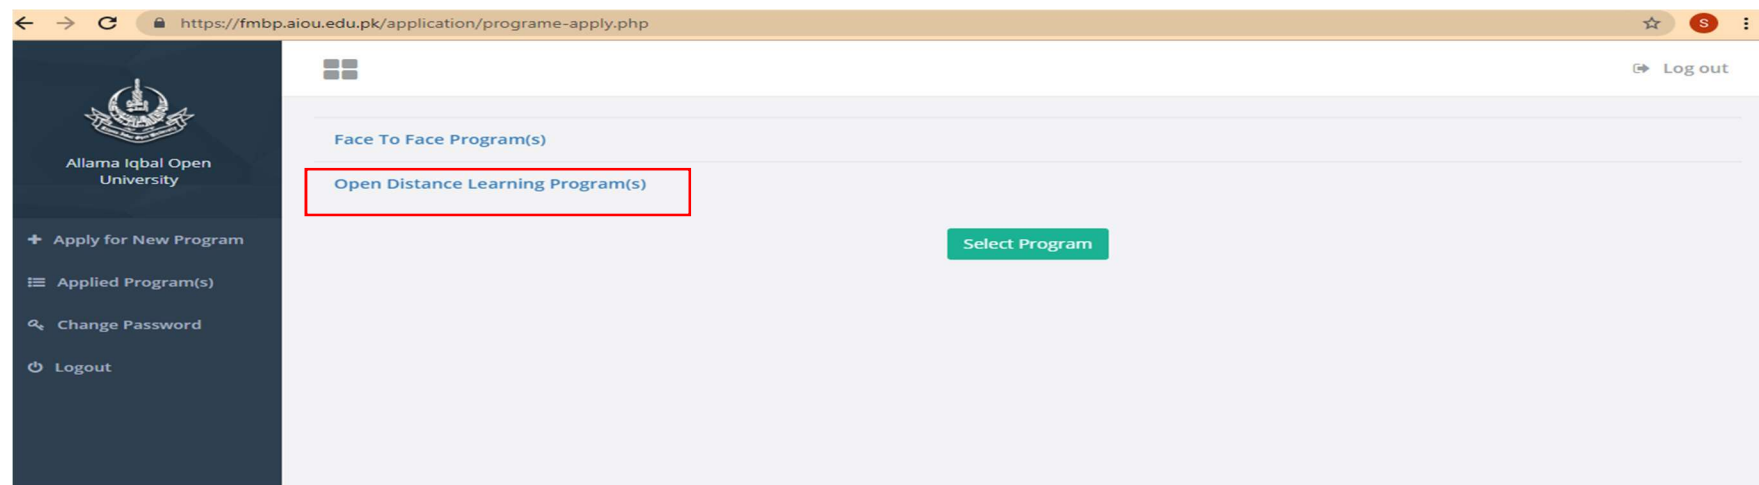 https://fmbp.aiou.edu.pk/application/programe-apply.php
S
Log out
Allama Iqbal Open
University
Face To Face Program(s)
Open Distance Learning Program(s)
Select Program
Apply for New Program
Applied Program(s)
Change Password
Logout